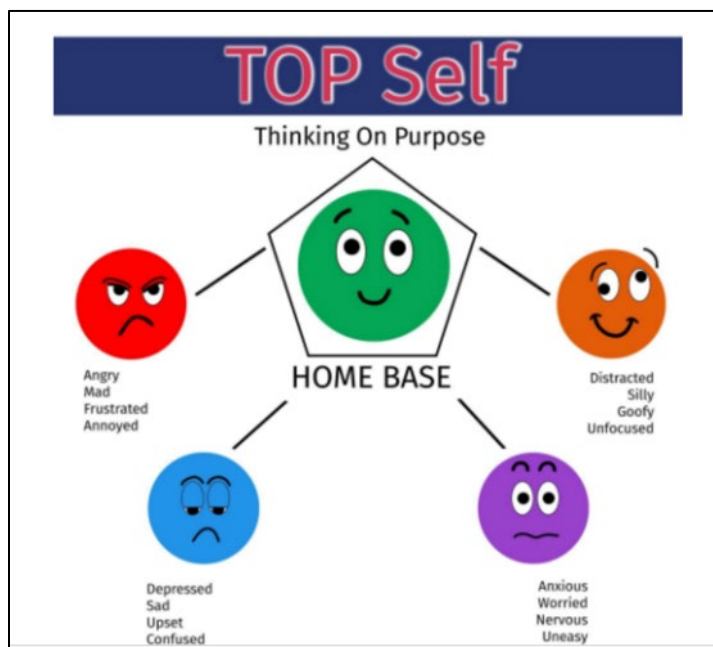 TOP Self
Thinking On Purpose
HOME BASE
Angry
Mad
Frustrated
Annoyed
Distracted
Silly
Goofy
Unfocused
Depressed
Sad
Upset
Confused
Anxious
Worried
Nervous
Uneasy